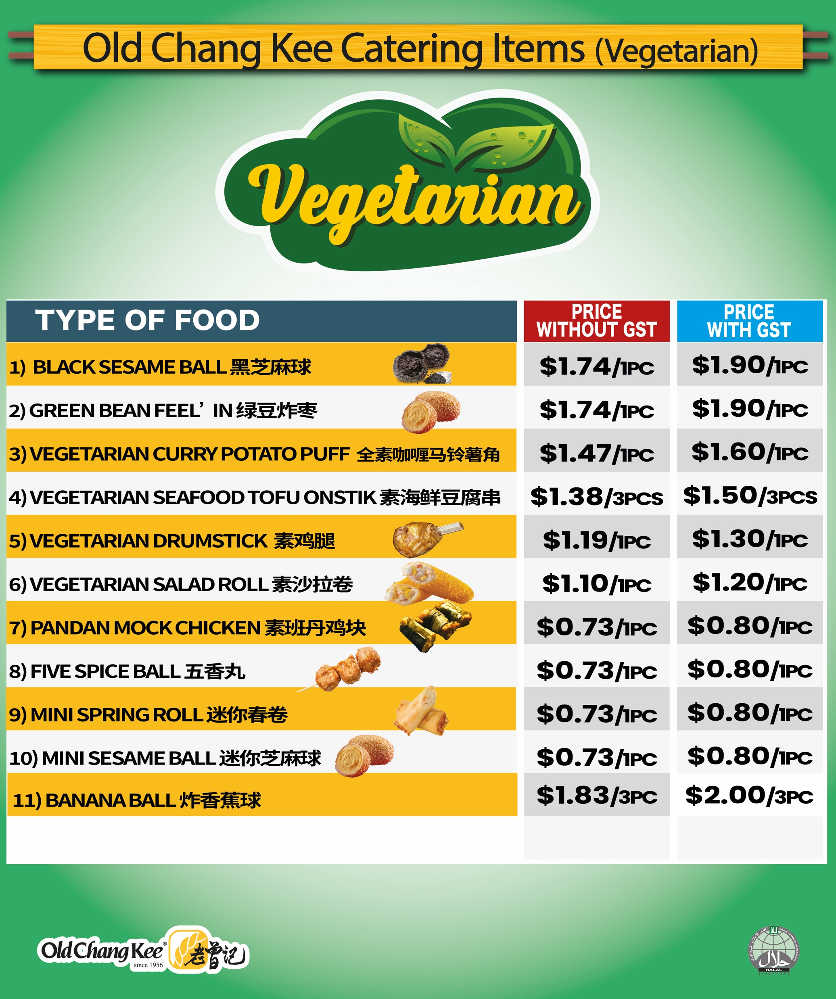 Old Chang Kee Catering Items (Vegetarian)
Vegetarian
TYPE OF FOOD
PRICE WITHOUT GST
PRICE WITH GST
1) BLACK SESAME BALL 黑芝麻球 $1.74/1PC $1.90/1PC
2) GREEN BEAN FEEL’ IN 绿豆炸枣 $1.74/1PC $1.90/1PC
3) VEGETARIAN CURRY POTATO PUFF 全素咖喱马铃薯角 $1.47/1PC $1.60/1PC
4) VEGETARIAN SEAFOOD TOFU ONSTIK 素海鲜豆腐串 $1.38/3PCS $1.50/3PCS
5) VEGETARIAN DRUMSTICK 素鸡腿 $1.19/1PC $1.30/1PC
6) VEGETARIAN SALAD ROLL 素沙拉卷 $1.10/1PC $1.20/1PC
7) PANDAN MOCK CHICKEN 素班丹鸡块 $0.73/1PC $0.80/1PC
8) FIVE SPICE BALL 五香丸 $0.73/1PC $0.80/1PC
9) MINI SPRING ROLL 迷你春卷 $0.73/1PC $0.80/1PC
10) MINI SESAME BALL 迷你芝麻球 $0.73/1PC $0.80/1PC
11) BANANA BALL 炸香蕉球 $1.83/3PC $2.00/3PC
Old Chang Kee®
since 1956
老曾记
MAJLIS UGAMA ISLAM SINGAPURA
حلال
HALAL
SINGAPORE